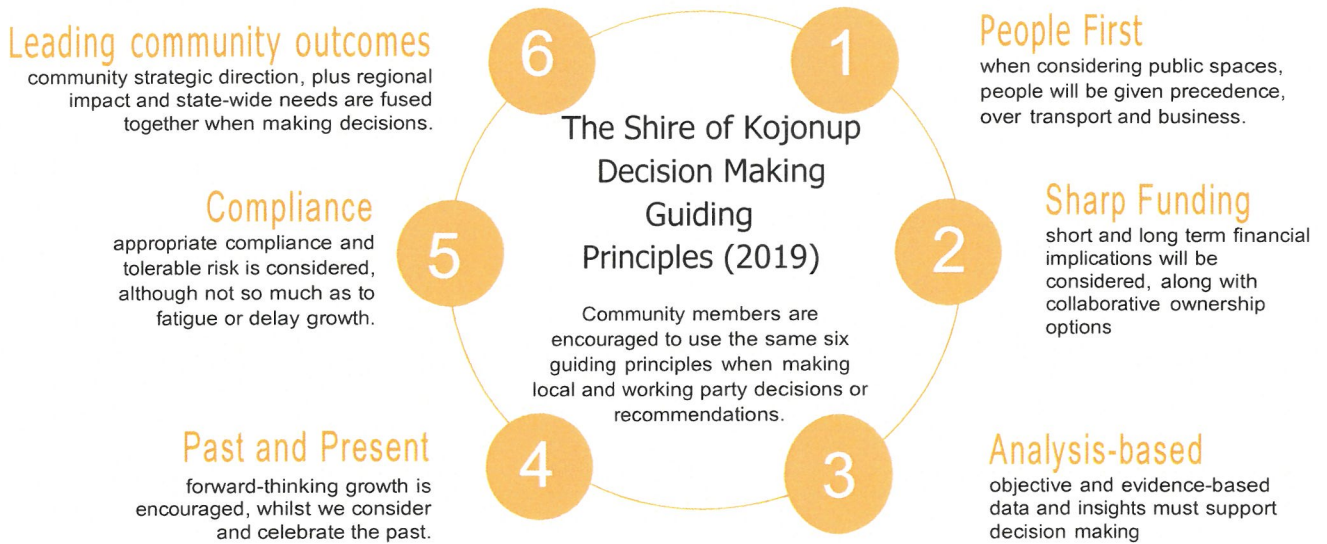 The Shire of Kojonup
Decision Making
Guiding
Principles (2019)
Community members are
encouraged to use the same six
guiding principles when making
local and working party decisions or
recommendations.
1
People First
when considering public spaces,
people will be given precedence,
over transport and business.
2
Sharp Funding
short and long term financial
implications will be
considered, along with
collaborative ownership
options
3
Analysis-based
objective and evidence-based
data and insights must support
decision making
4
Past and Present
forward-thinking growth is
encouraged, whilst we consider
and celebrate the past.
5
Compliance
appropriate compliance and
tolerable risk is considered,
although not so much as to
fatigue or delay growth.
6
Leading community outcomes
community strategic direction, plus regional
impact and state-wide needs are fused
together when making decisions.